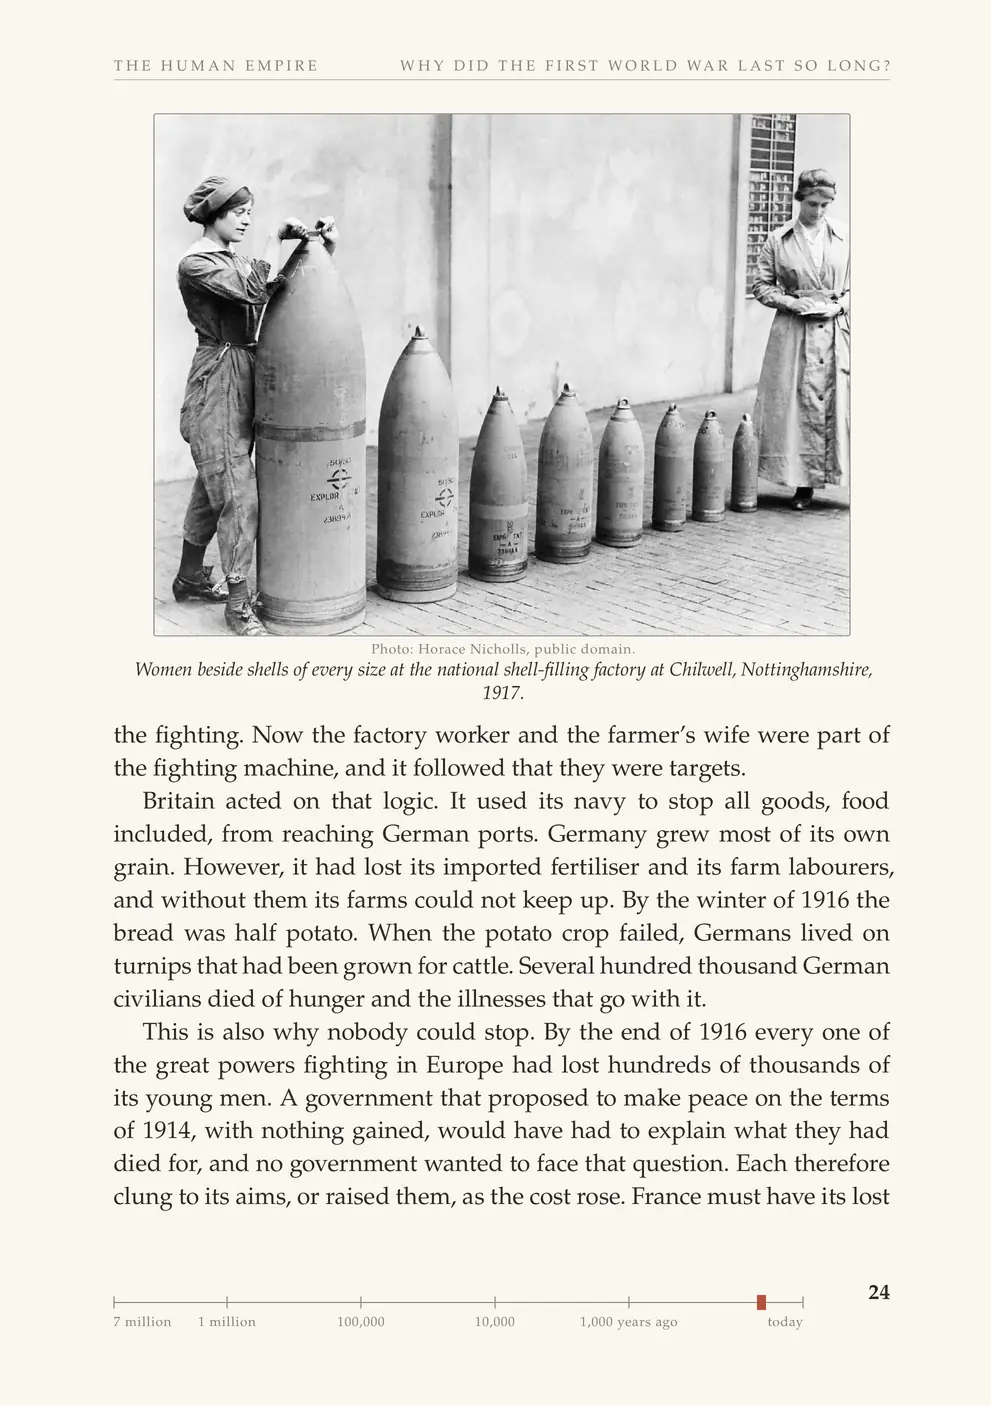 THE HUMAN EMPIRE
WHY DID THE FIRST WORLD WAR LAST SO LONG?
EXPLOR
EXPLOR
Photo: Horace Nicholls, public domain.
Women beside shells of every size at the national shell-filling factory at Chilwell, Nottinghamshire,
1917.
the fighting. Now the factory worker and the farmer’s wife were part of
the fighting machine, and it followed that they were targets.
Britain acted on that logic. It used its navy to stop all goods, food
included, from reaching German ports. Germany grew most of its own
grain. However, it had lost its imported fertiliser and its farm labourers,
and without them its farms could not keep up. By the winter of 1916 the
bread was half potato. When the potato crop failed, Germans lived on
turnips that had been grown for cattle. Several hundred thousand German
civilians died of hunger and the illnesses that go with it.
This is also why nobody could stop. By the end of 1916 every one of
the great powers fighting in Europe had lost hundreds of thousands of
its young men. A government that proposed to make peace on the terms
of 1914, with nothing gained, would have had to explain what they had
died for, and no government wanted to face that question. Each therefore
clung to its aims, or raised them, as the cost rose. France must have its lost
24
7 million
1 million
100,000
10,000
1,000 years ago
today